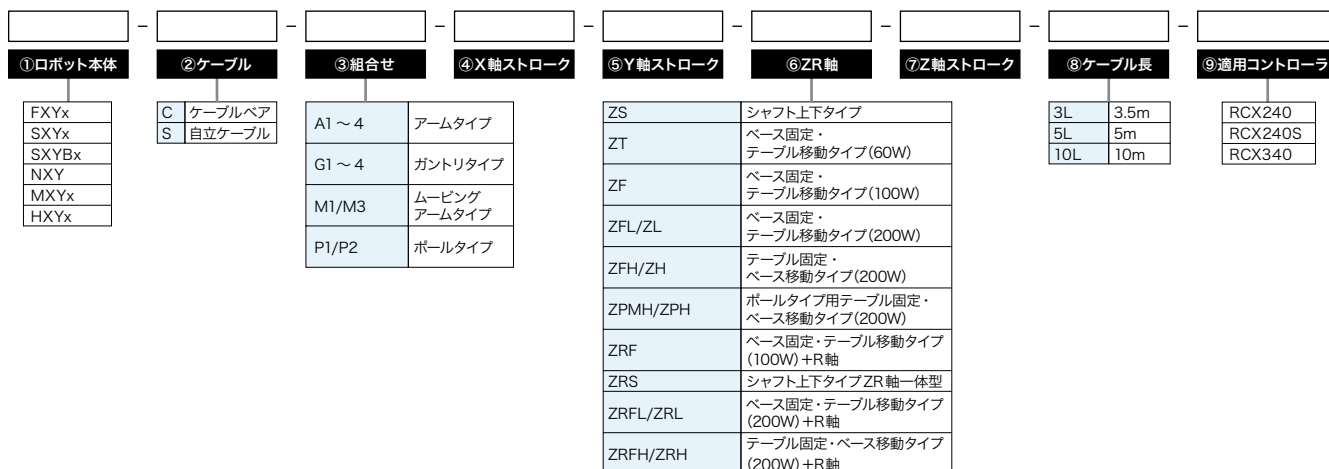 ①ロボット本体
FXYx
SXYx
SXYBx
NXY
MXYx
HXYx
②ケーブル
C ケーブルベア
S 自立ケーブル
③組合せ
A1～4 アームタイプ
G1～4 ガントリタイプ
M1/M3 ムービング
アームタイプ
P1/P2 ポールタイプ
④X軸ストローク
⑤Y軸ストローク
⑥ZR軸
ZS シャフト上下タイプ
ZT ベース固定・
テーブル移動タイプ(60W)
ZF ベース固定・
テーブル移動タイプ(100W)
ZFL/ZL ベース固定・
テーブル移動タイプ(200W)
ZFH/ZH テーブル固定・
ベース移動タイプ(200W)
ZPMH/ZPH ポールタイプ用テーブル固定・
ベース移動タイプ(200W)
ZRF ベース固定・テーブル移動タイプ
(100W)+R軸
ZRS シャフト上下タイプZR軸一体型
ZRFL/ZRL ベース固定・テーブル移動タイプ
(200W)+R軸
ZRFH/ZRH テーブル固定・ベース移動タイプ
(200W)+R軸
⑦Z軸ストローク
⑧ケーブル長
3L 3.5m
5L 5m
10L 10m
⑨適用コントローラ
RCX240
RCX240S
RCX340